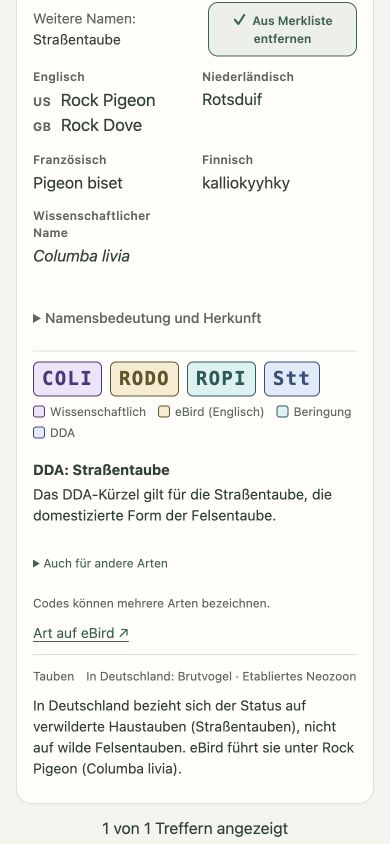 Weitere Namen:
Straßentaube
✓ Aus Merkliste
entfernen
Englisch
US Rock Pigeon
GB Rock Dove
Niederländisch
Rotsduif
Französisch
Pigeon biset
Finnisch
kalliokyyhky
Wissenschaftlicher
Name
Columba livia
▶ Namensbedeutung und Herkunft
COLI RODO ROPI Stt
Wissenschaftlich eBird (Englisch) Beringung
DDA
DDA: Straßentaube
Das DDA-Kürzel gilt für die Straßentaube, die
domestizierte Form der Felsentaube.
▶ Auch für andere Arten
Codes können mehrere Arten bezeichnen.
Art auf eBird ↗
Tauben In Deutschland: Brutvogel · Etabliertes Neozoon
In Deutschland bezieht sich der Status auf
verwilderte Haustauben (Straßentauben), nicht
auf wilde Felsentauben. eBird führt sie unter Rock
Pigeon (Columba livia).
1 von 1 Treffern angezeigt